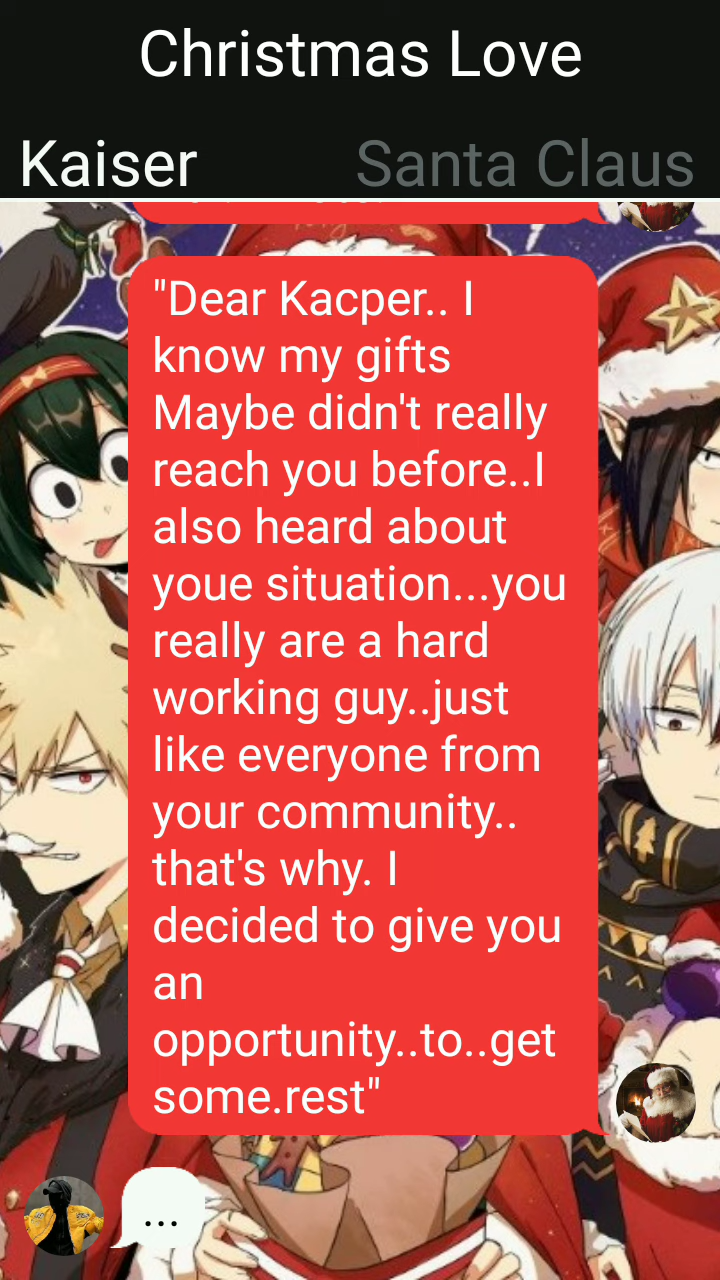 Christmas Love
Kaiser
Santa Claus
"Dear Kacper.. I
know my gifts
Maybe didn't really
reach you before..I
also heard about
youe situation...you
really are a hard
working guy..just
like everyone from
your community..
that's why. I
decided to give you
an
opportunity..to..get
some.rest"
...